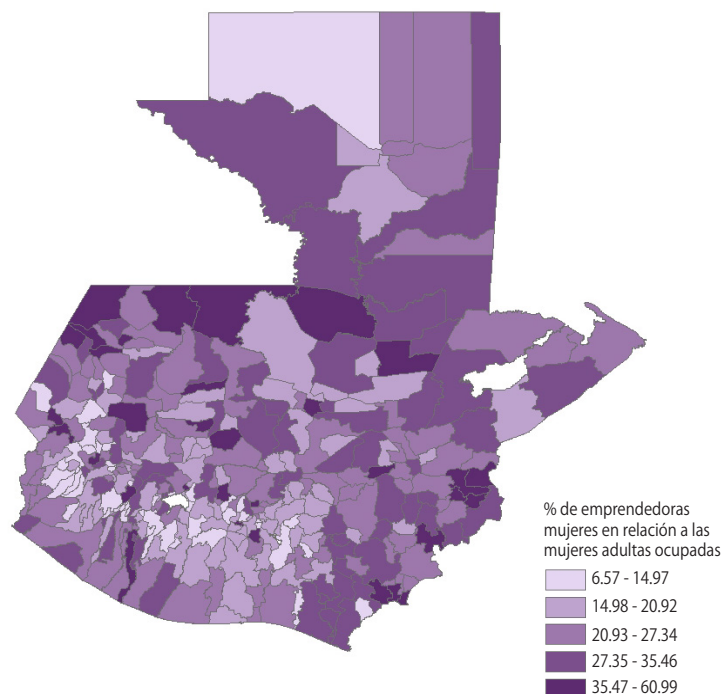 % de emprendedoras
mujeres en relación a las
mujeres adultas ocupadas
6.57 - 14.97
14.98 - 20.92
20.93 - 27.34
27.35 - 35.46
35.47 - 60.99